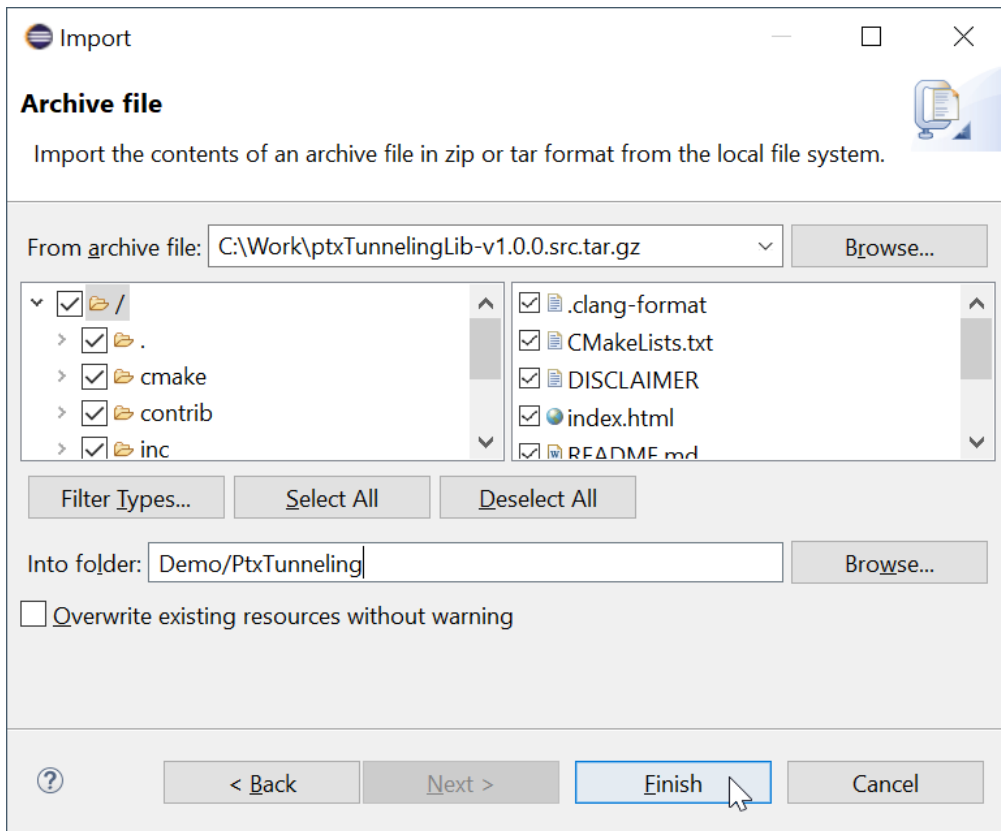 Import
Archive file
Import the contents of an archive file in zip or tar format from the local file system.
From archive file: C:\Work\ptxTunnelingLib-v1.0.0.src.tar.gz Browse...
/
.
cmake
contrib
inc
.clang-format
CMakeLists.txt
DISCLAIMER
index.html
README.md
Filter Types... Select All Deselect All
Into folder: Demo/PtxTunneling Browse...
Overwrite existing resources without warning
? < Back Next > Finish Cancel